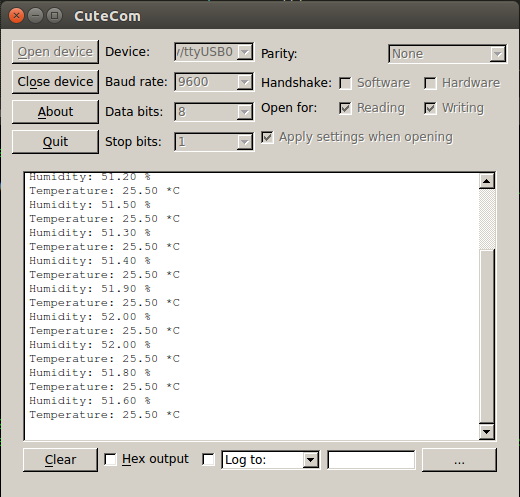 CuteCom
Open device
Device:
y/ttyUSB0
Parity:
None
Close device
Baud rate:
9600
Handshake:
Software
Hardware
About
Data bits:
8
Open for:
Reading
Writing
Quit
Stop bits:
1
Apply settings when opening
Humidity: 51.20 %
Temperature: 25.50 *C
Humidity: 51.50 %
Temperature: 25.50 *C
Humidity: 51.30 %
Temperature: 25.50 *C
Humidity: 51.40 %
Temperature: 25.50 *C
Humidity: 51.90 %
Temperature: 25.50 *C
Humidity: 52.00 %
Temperature: 25.50 *C
Humidity: 52.00 %
Temperature: 25.50 *C
Humidity: 51.80 %
Temperature: 25.50 *C
Humidity: 51.60 %
Temperature: 25.50 *C
Clear
Hex output
Log to:
...